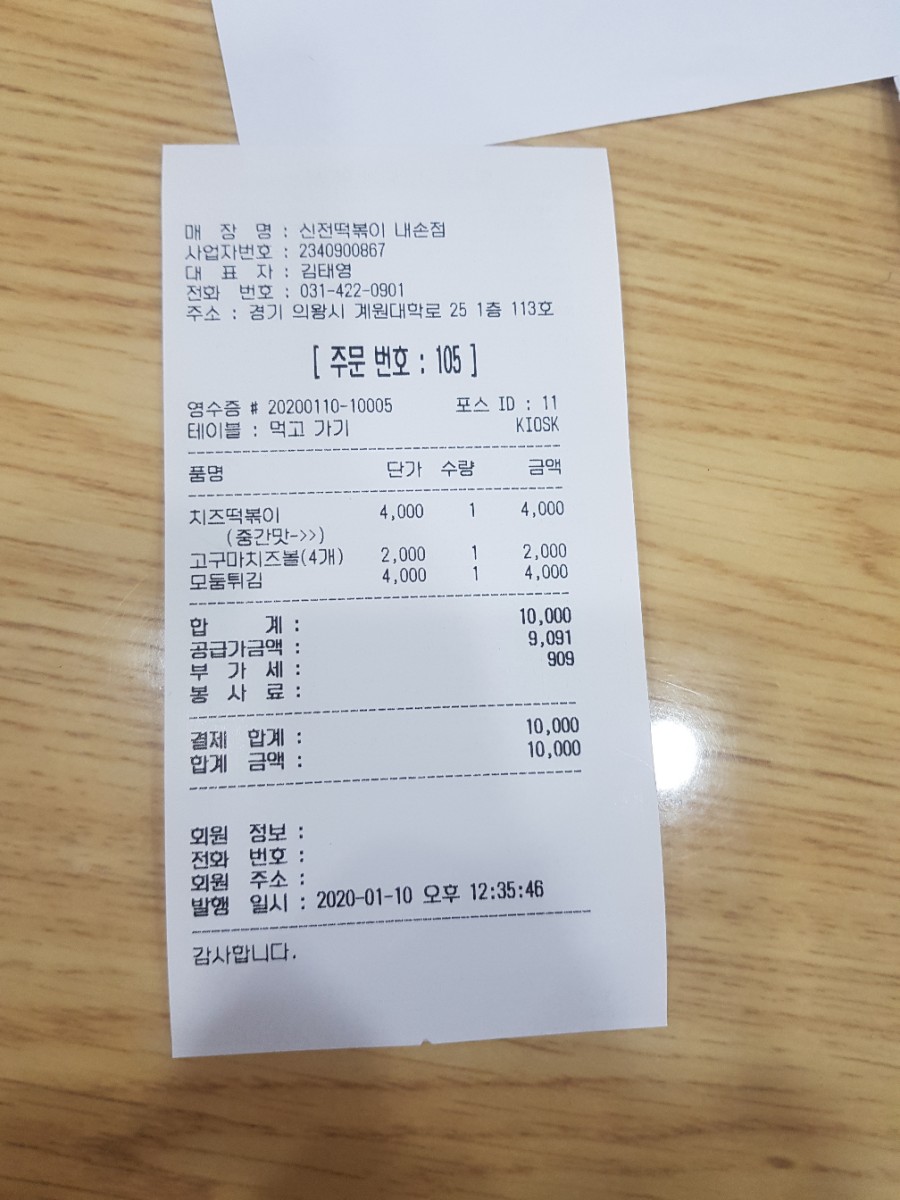 매 장 명 : 신전떡볶이 내손점
사업자번호 : 2340900867
대 표 자 : 김태영
전화 번호 : 031-422-0901
주소 : 경기 의왕시 계원대학로 25 1층 113호
[ 주문 번호 : 105 ]
영수증 # 20200110-10005 포스 ID : 11
테이블 : 먹고 가기 KIOSK
품명 단가 수량 금액
치즈떡볶이 4,000 1 4,000
(중간맛->>)
고구마치즈볼(4개) 2,000 1 2,000
모둠튀김 4,000 1 4,000
합 계 : 10,000
공급가금액 : 9,091
부 가 세 : 909
봉 사 료 :
결제 합계 : 10,000
합계 금액 : 10,000
회원 정보 :
전화 번호 :
회원 주소 :
발행 일시 : 2020-01-10 오후 12:35:46
감사합니다.